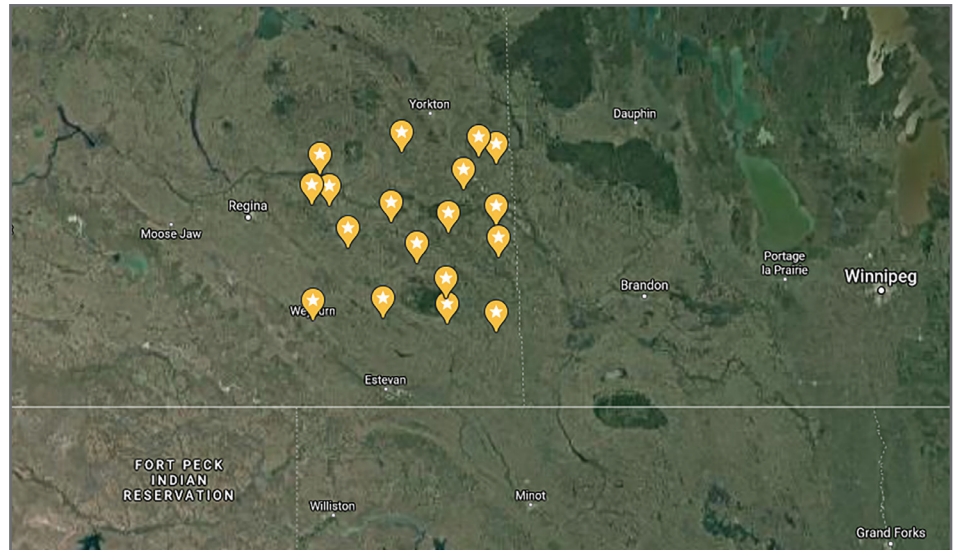 Yorkton
Dauphin
Regina
Moose Jaw
Portage
la Prairie
Winnipeg
Brandon
Estevan
FORT PECK
INDIAN
RESERVATION
Williston
Minot
Grand Forks